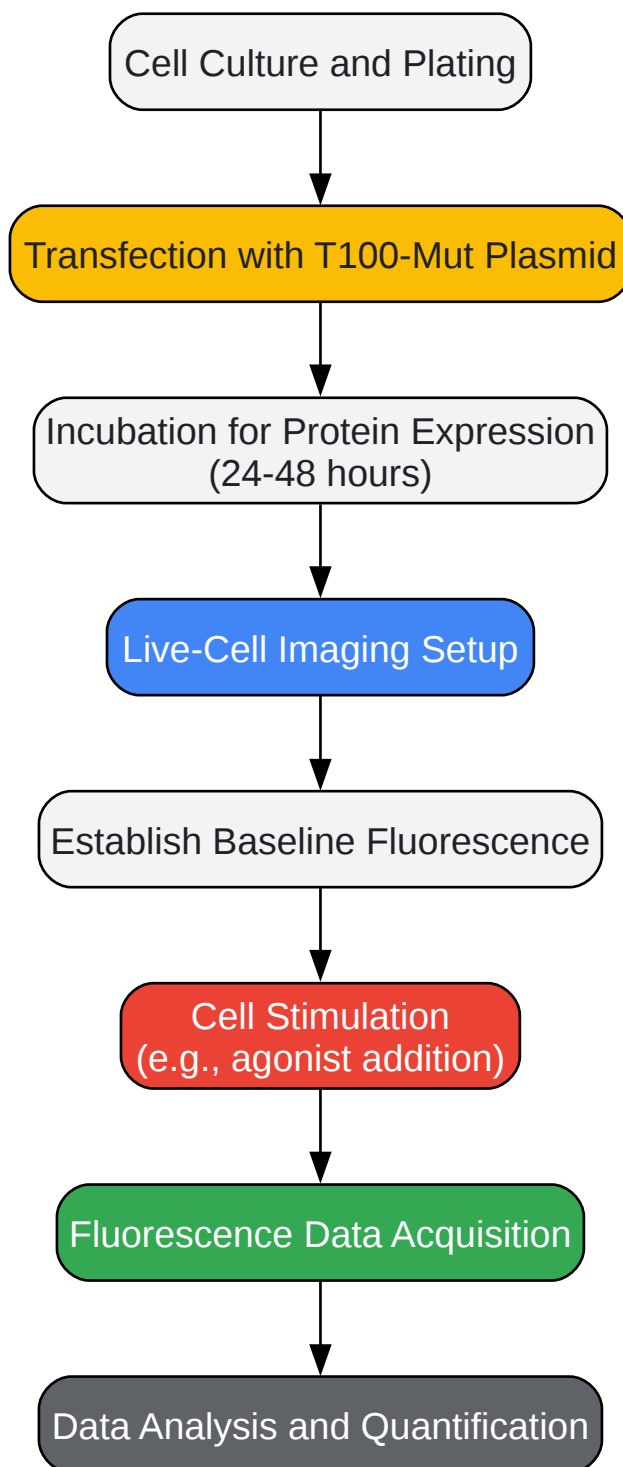 Cell Culture and Plating
Transfection with T100-Mut Plasmid
Incubation for Protein Expression
(24-48 hours)
Live-Cell Imaging Setup
Establish Baseline Fluorescence
Cell Stimulation
(e.g., agonist addition)
Fluorescence Data Acquisition
Data Analysis and Quantification